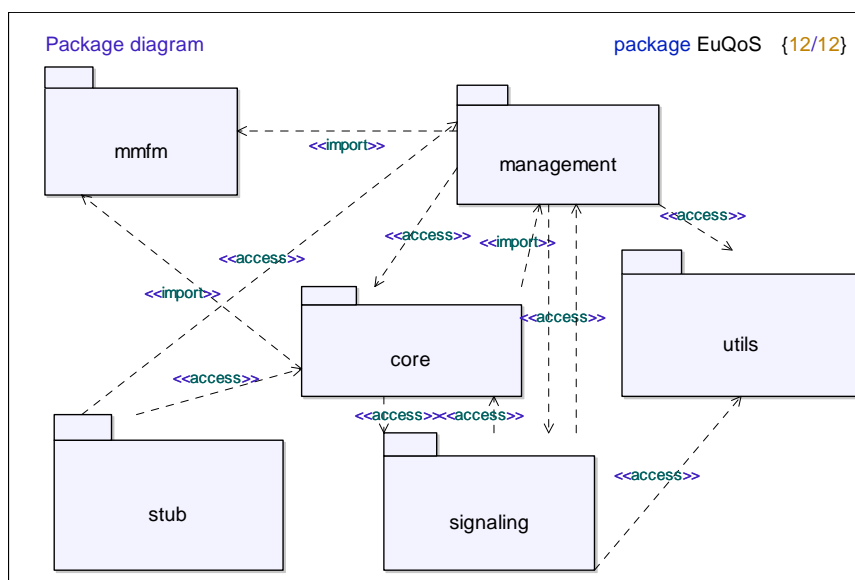 Package diagram
package EuQoS {12/12}
mmfm
<<import>>
management
<<access>>
<<access>>
<<import>>
<<access>>
<<import>>
<<access>>
utils
core
<<access>>
<<access>><<access>>
<<access>>
stub
signaling